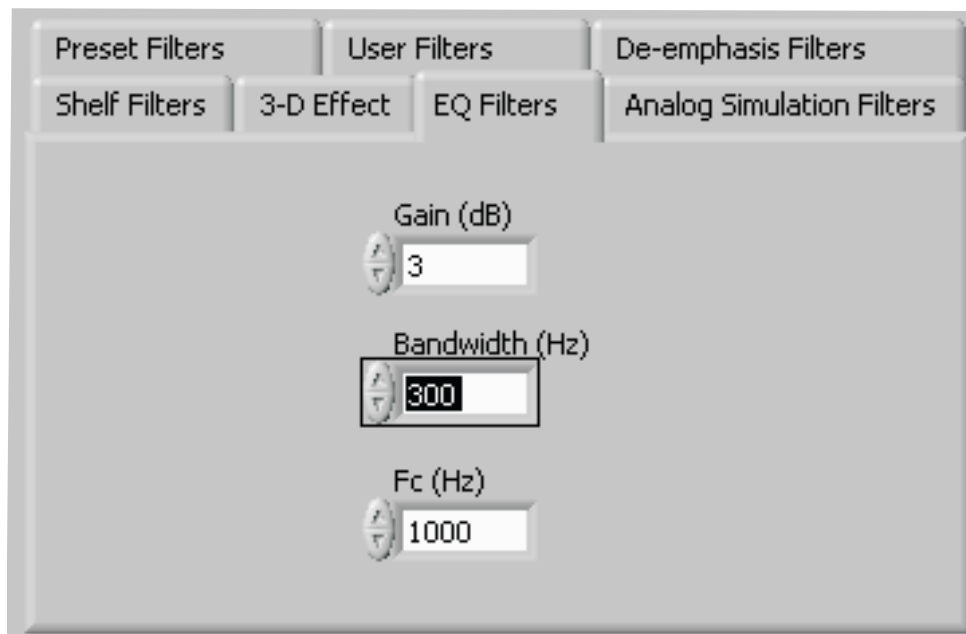 Preset Filters User Filters De-emphasis Filters
Shelf Filters 3-D Effect EQ Filters Analog Simulation Filters
Gain (dB)
3
Bandwidth (Hz)
300
Fc (Hz)
1000